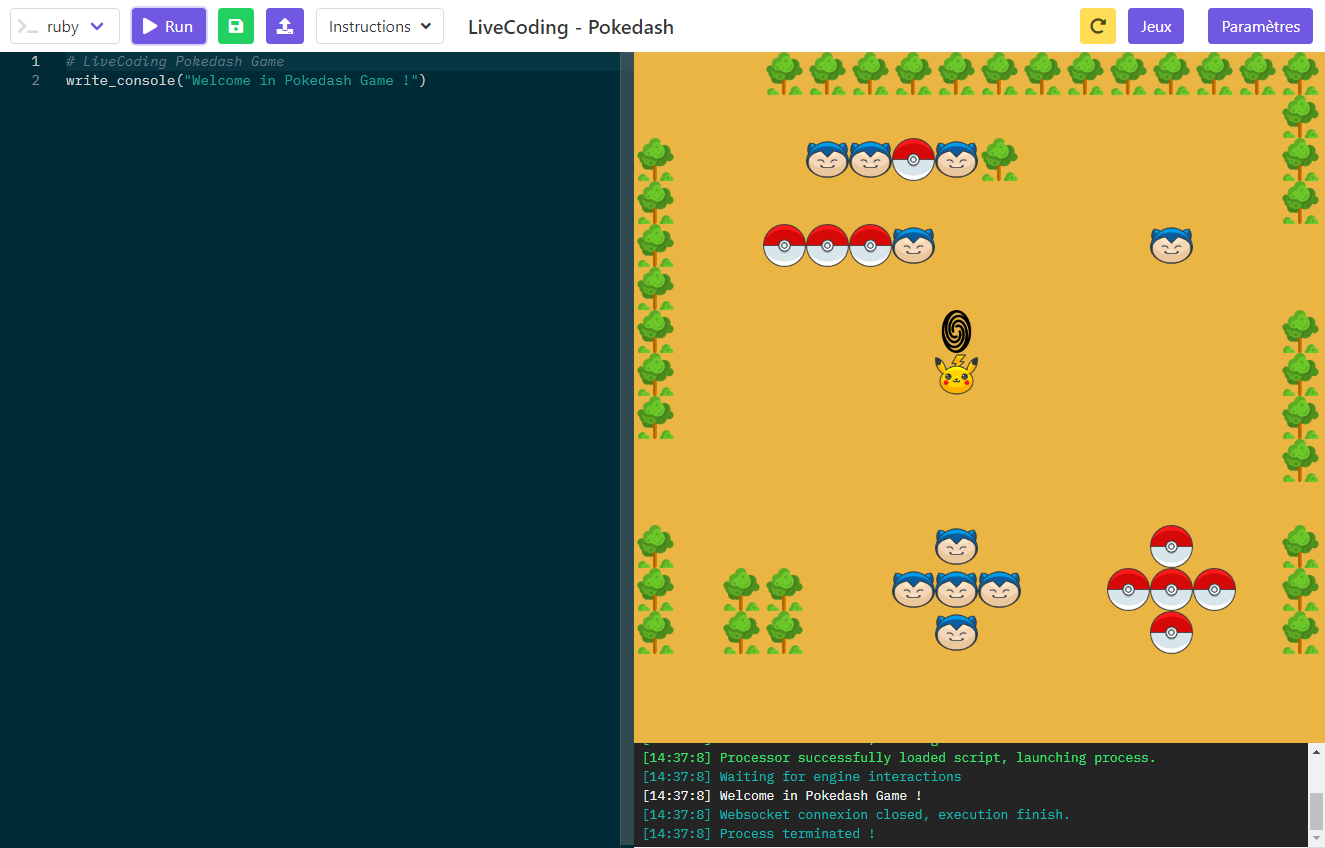 ruby Run Instructions LiveCoding - Pokedash Jeux Paramètres
1 # LiveCoding Pokedash Game
2 write_console("Welcome in Pokedash Game !")
[14:37:8] Processor successfully loaded script, launching process.
[14:37:8] Waiting for engine interactions
[14:37:8] Welcome in Pokedash Game !
[14:37:8] Websocket connexion closed, execution finish.
[14:37:8] Process terminated !